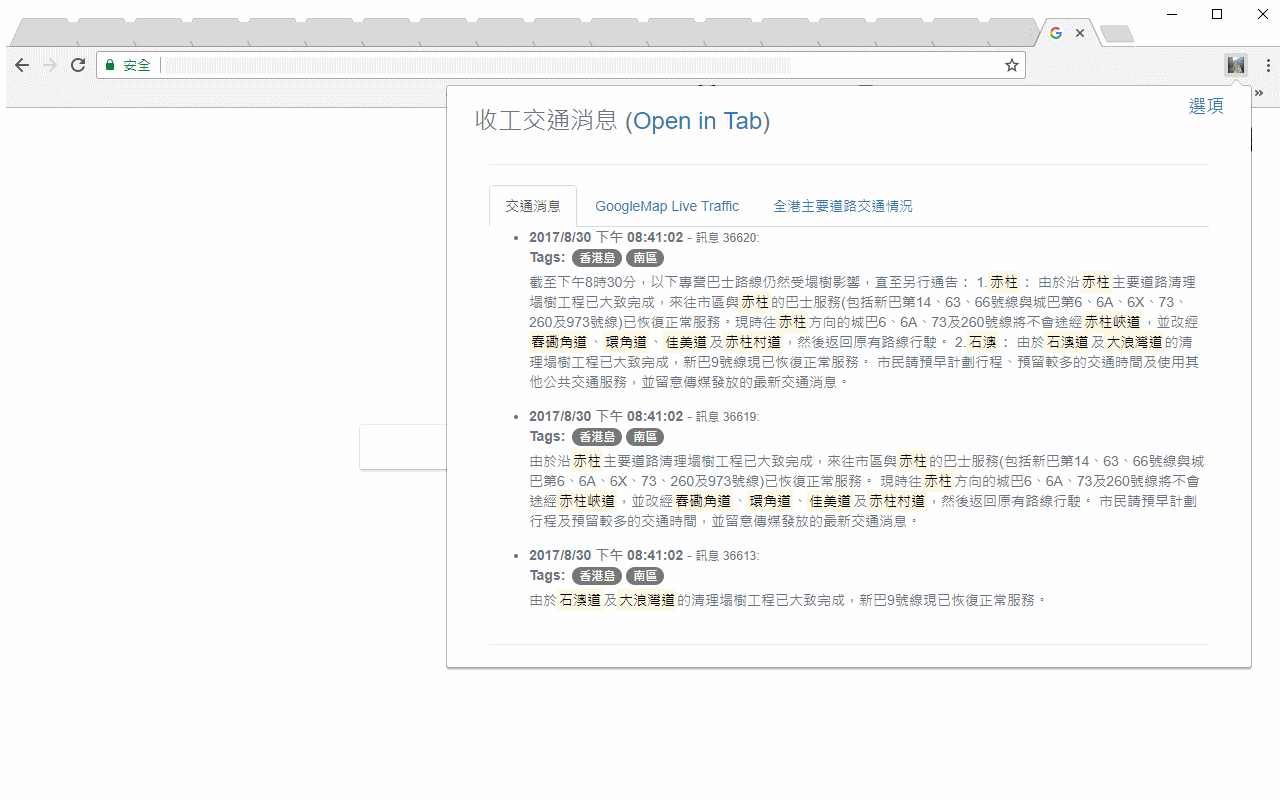 安全
選項
收工交通消息 (Open in Tab)
交通消息 GoogleMap Live Traffic 全港主要道路交通情況
2017/8/30 下午 08:41:02 - 訊息 36620:
Tags: 香港島 南區
截至下午8時30分，以下專營巴士路線仍然受塌樹影響，直至另行通告： 1.赤柱： 由於沿赤柱主要道路清理
塌樹工程已大致完成，來往市區與赤柱的巴士服務(包括新巴第14、63、66號線與城巴第6、6A、6X、73、
260及973號線)已恢復正常服務。現時往赤柱方向的城巴6、6A、73及260號線將不會途經赤柱峽道，並改經
舂磡角道、環角道、佳美道及赤柱村道，然後返回原有路線行駛。 2.石澳： 由於石澳道及大浪灣道的清
理塌樹工程已大致完成，新巴9號線現已恢復正常服務。 市民請預早計劃行程、預留較多的交通時間及使用其
他公共交通服務，並留意傳媒發放的最新交通消息。
2017/8/30 下午 08:41:02 - 訊息 36619:
Tags: 香港島 南區
由於沿赤柱主要道路清理塌樹工程已大致完成，來往市區與赤柱的巴士服務(包括新巴第14、63、66號線與城
巴第6、6A、6X、73、260及973號線)已恢復正常服務。 現時往赤柱方向的城巴6、6A、73及260號線將不會
途經赤柱峽道，並改經舂磡角道、環角道、佳美道及赤柱村道，然後返回原有路線行駛。 市民請預早計劃
行程及預留較多的交通時間，並留意傳媒發放的最新交通消息。
2017/8/30 下午 08:41:02 - 訊息 36613:
Tags: 香港島 南區
由於石澳道及大浪灣道的清理塌樹工程已大致完成，新巴9號線現已恢復正常服務。